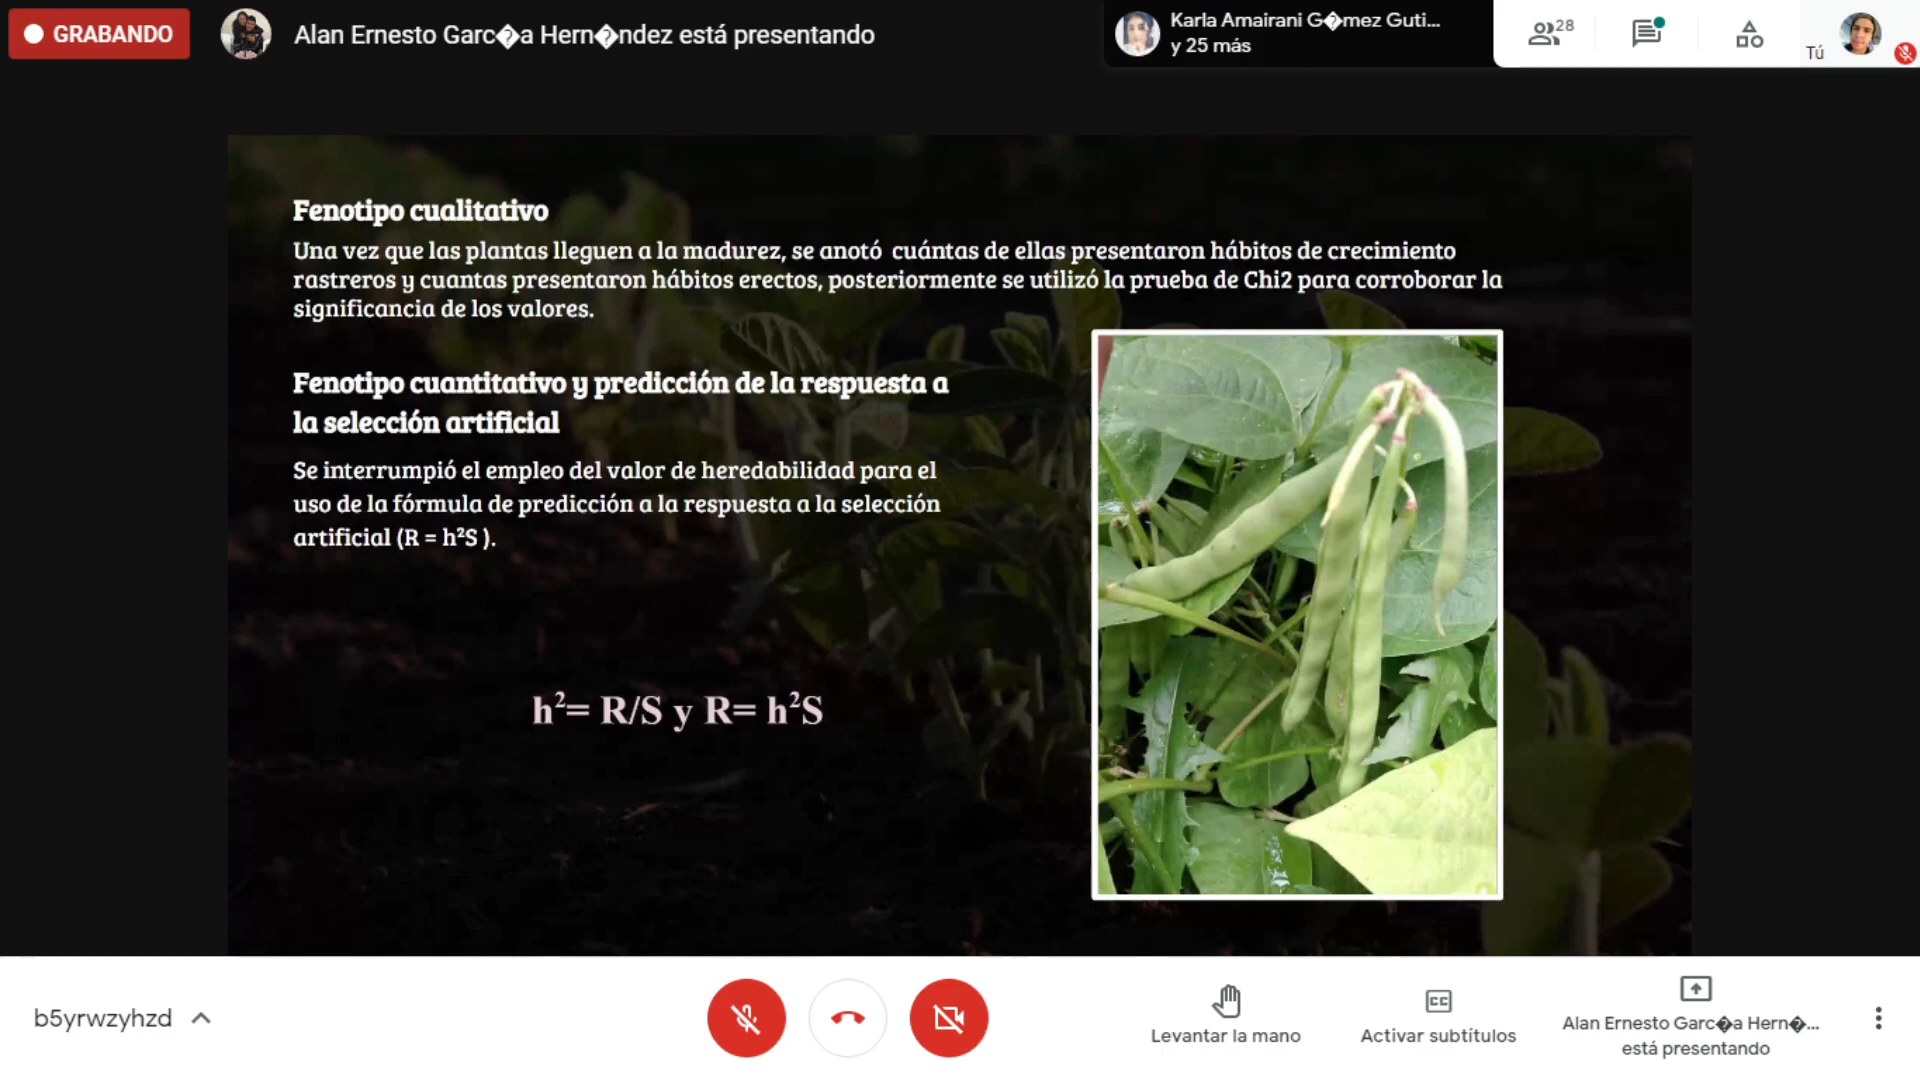 GRABANDO
Alan Ernesto Garc�a Hern�ndez está presentando
Karla Amairani G�mez Guti...
y 25 más
28
Tú
Fenotipo cualitativo
Una vez que las plantas lleguen a la madurez, se anotó cuántas de ellas presentaron hábitos de crecimiento
rastreros y cuantas presentaron hábitos erectos, posteriormente se utilizó la prueba de Chi2 para corroborar la
significancia de los valores.
Fenotipo cuantitativo y predicción de la respuesta a
la selección artificial
Se interrumpió el empleo del valor de heredabilidad para el
uso de la fórmula de predicción a la respuesta a la selección
artificial (R = h²S ).
h²= R/S y R= h²S
b5yrwzyhzd
Levantar la mano
CC
Activar subtítulos
Alan Ernesto Garc�a Hern�...
está presentando